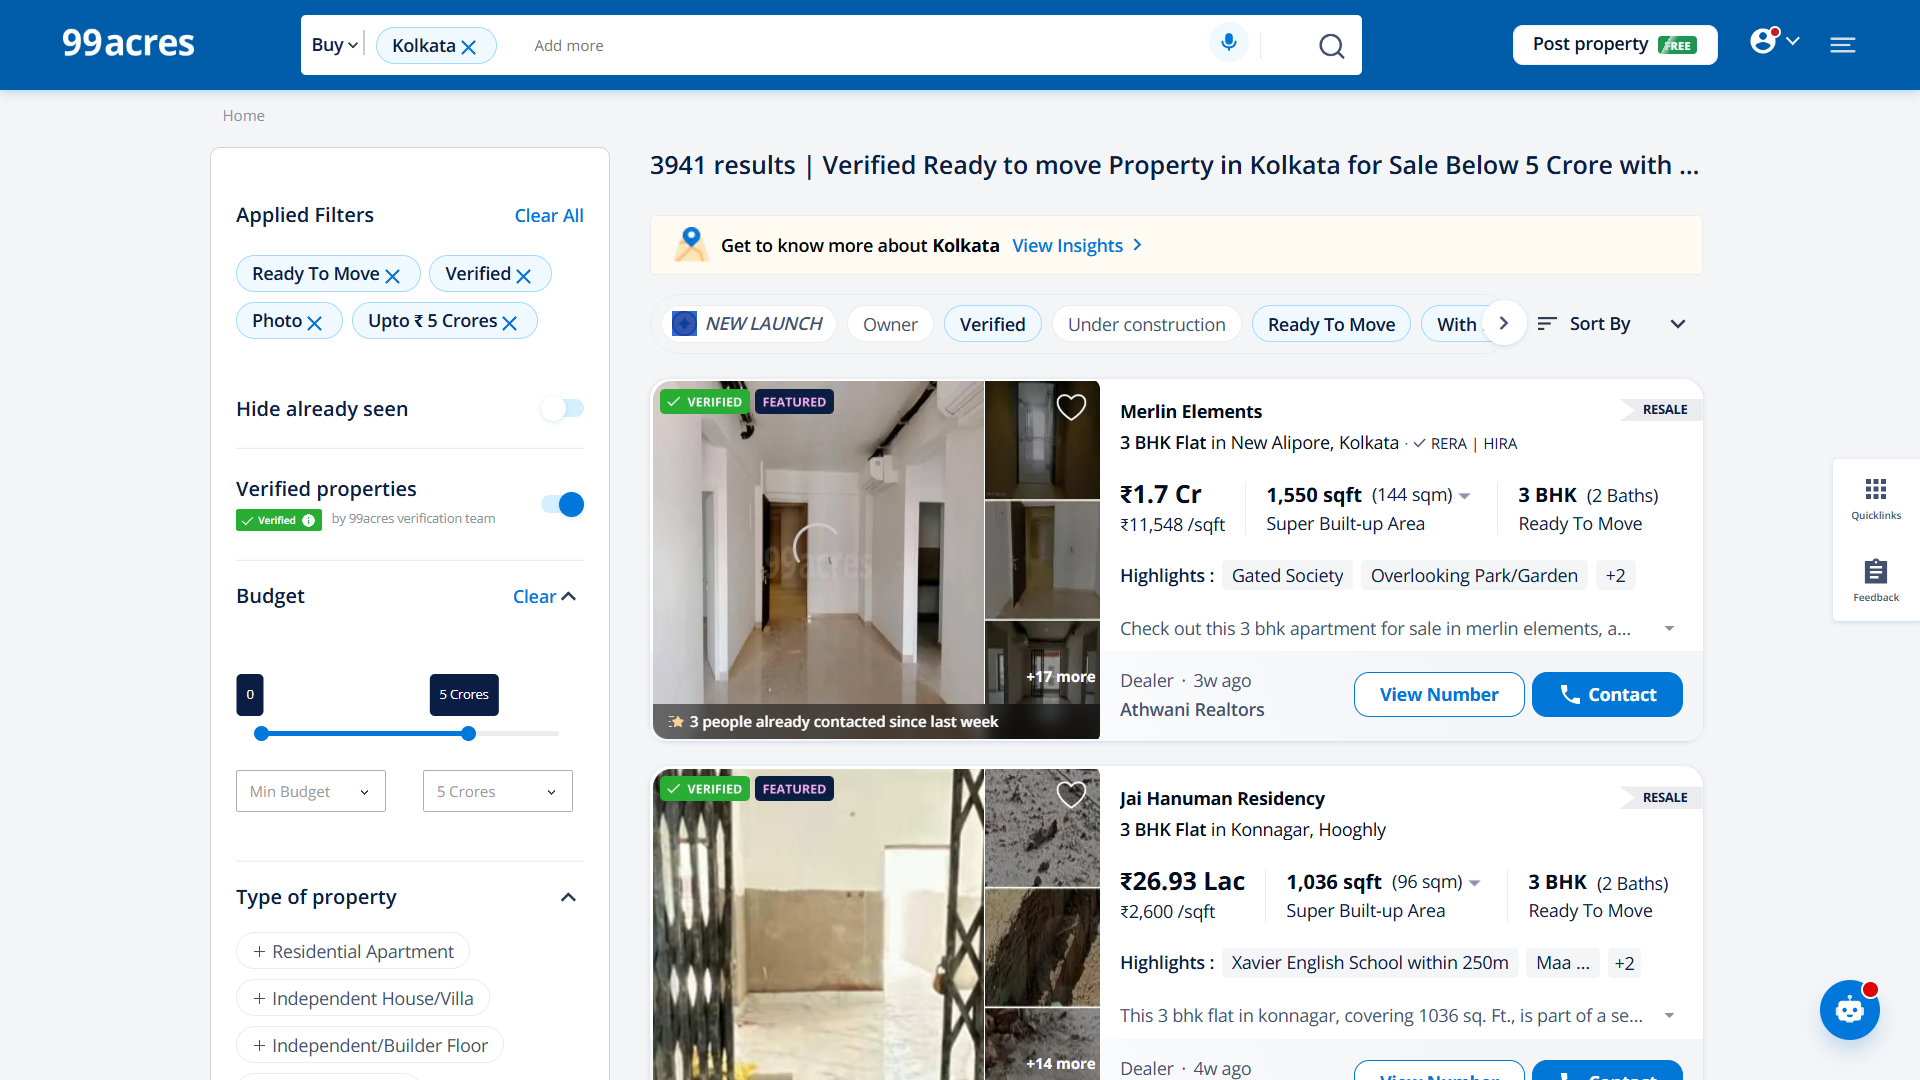 99acres
Buy
Kolkata
Add more
Post property FREE
Home
Applied Filters
Clear All
Ready To Move
Verified
Photo
Upto ₹ 5 Crores
Hide already seen
Verified properties
Verified
by 99acres verification team
Budget
Clear
0
5 Crores
Min Budget
5 Crores
Type of property
+ Residential Apartment
+ Independent House/Villa
+ Independent/Builder Floor
3941 results | Verified Ready to move Property in Kolkata for Sale Below 5 Crore with ...
Get to know more about Kolkata View Insights
NEW LAUNCH
Owner
Verified
Under construction
Ready To Move
With
Sort By
VERIFIED
FEATURED
99acres
+17 more
3 people already contacted since last week
Merlin Elements
RESALE
3 BHK Flat in New Alipore, Kolkata · RERA | HIRA
₹1.7 Cr
₹11,548 /sqft
1,550 sqft (144 sqm)
Super Built-up Area
3 BHK (2 Baths)
Ready To Move
Highlights : Gated Society Overlooking Park/Garden +2
Check out this 3 bhk apartment for sale in merlin elements, a...
Dealer · 3w ago
Athwani Realtors
View Number
Contact
VERIFIED
FEATURED
+14 more
Jai Hanuman Residency
RESALE
3 BHK Flat in Konnagar, Hooghly
₹26.93 Lac
₹2,600 /sqft
1,036 sqft (96 sqm)
Super Built-up Area
3 BHK (2 Baths)
Ready To Move
Highlights : Xavier English School within 250m Maa ... +2
This 3 bhk flat in konnagar, covering 1036 sq. Ft., is part of a se...
Dealer · 4w ago
View Number
Contact
Quicklinks
Feedback